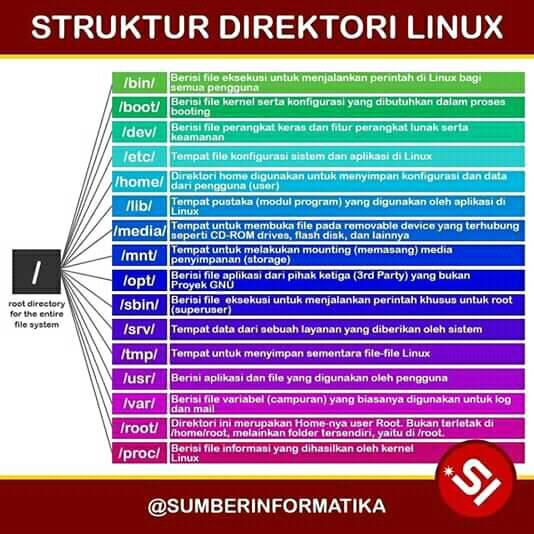 STRUKTUR DIREKTORI LINUX
/
root directory
for the entire
file system
/bin/
Berisi file eksekusi untuk menjalankan perintah di Linux bagi
semua pengguna
/boot/
Berisi file kernel serta konfigurasi yang dibutuhkan dalam proses
booting
/dev/
Berisi file perangkat keras dan fitur perangkat lunak serta
keamanan
/etc/
Tempat file konfigurasi sistem dan aplikasi di Linux
/home/
Direktori home digunakan untuk menyimpan konfigurasi dan data
dari pengguna (user)
/lib/
Tempat pustaka (modul program) yang digunakan oleh aplikasi di
Linux
/media/
Tempat untuk membuka file pada removable device yang terhubung
seperti CD-ROM drives, flash disk, dan lainnya
/mnt/
Tempat untuk melakukan mounting (memasang) media
penyimpanan (storage)
/opt/
Berisi file aplikasi dari pihak ketiga (3rd Party) yang bukan
Proyek GNU
/sbin/
Berisi file eksekusi untuk menjalankan perintah khusus untuk root
(superuser)
/srv/
Tempat data dari sebuah layanan yang diberikan oleh sistem
/tmp/
Tempat untuk menyimpan sementara file-file Linux
/usr/
Berisi aplikasi dan file yang digunakan oleh pengguna
/var/
Berisi file variabel (campuran) yang biasanya digunakan untuk log
dan mail
/root/
Direktori ini merupakan Home-nya user Root. Bukan terletak di
/home/root, melainkan folder tersendiri, yaitu di /root.
/proc/
Berisi file informasi yang dihasilkan oleh kernel
Linux
SI
@SUMBERINFORMATIKA